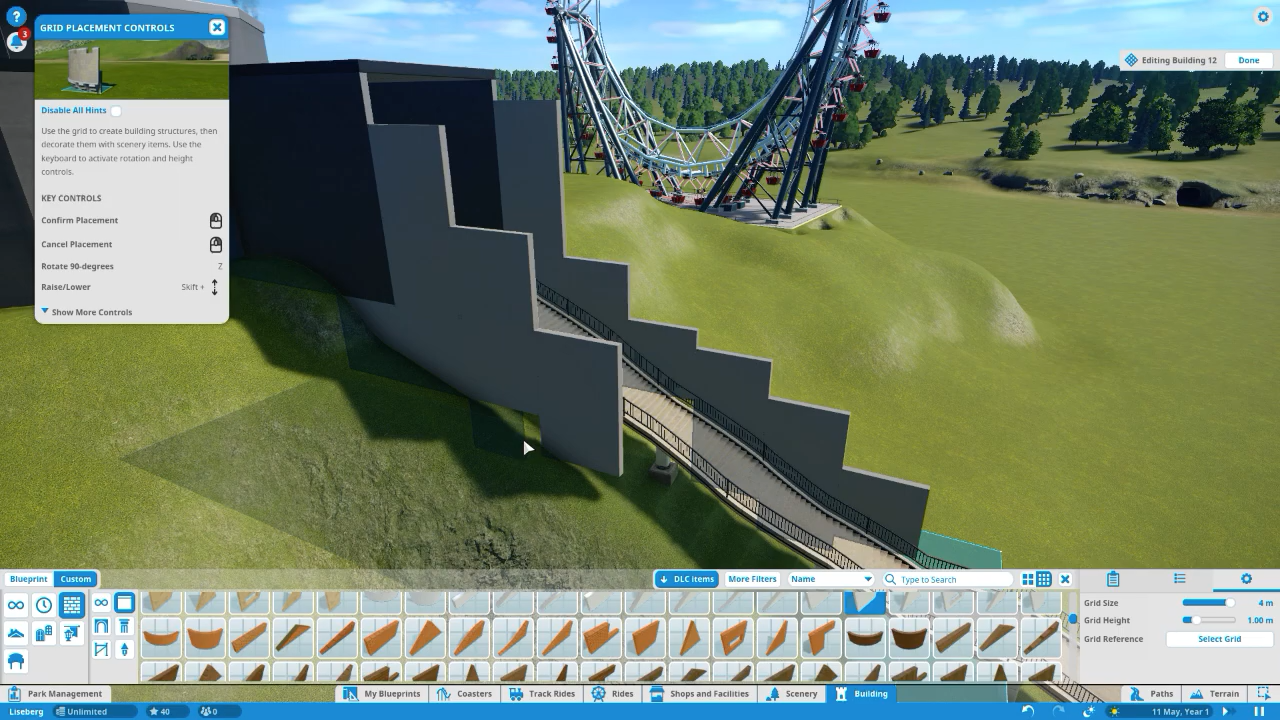 ?
3
GRID PLACEMENT CONTROLS
Disable All Hints
Use the grid to create building structures, then
decorate them with scenery items. Use the
keyboard to activate rotation and height
controls.
KEY CONTROLS
Confirm Placement
Cancel Placement
Rotate 90-degrees Z
Raise/Lower Skift +
Show More Controls
Editing Building 12 Done
Blueprint Custom
DLC items More Filters Name Type to Search
Grid Size 4 m
Grid Height 1.00 m
Grid Reference Select Grid
Park Management My Blueprints Coasters Track Rides Rides Shops and Facilities Scenery Building Paths Terrain
Liseberg Unlimited 40 0 11 May, Year 1